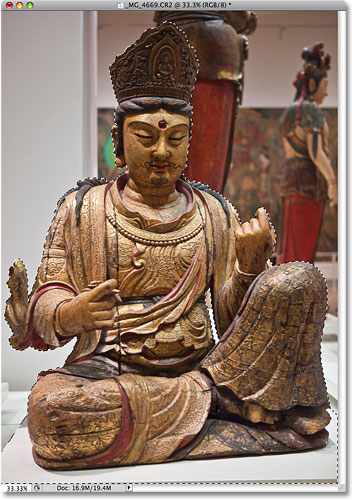 _MG_4669.CR2 @ 33.3% (RGB/8) *
33.33% Doc: 16.9M/19.4M